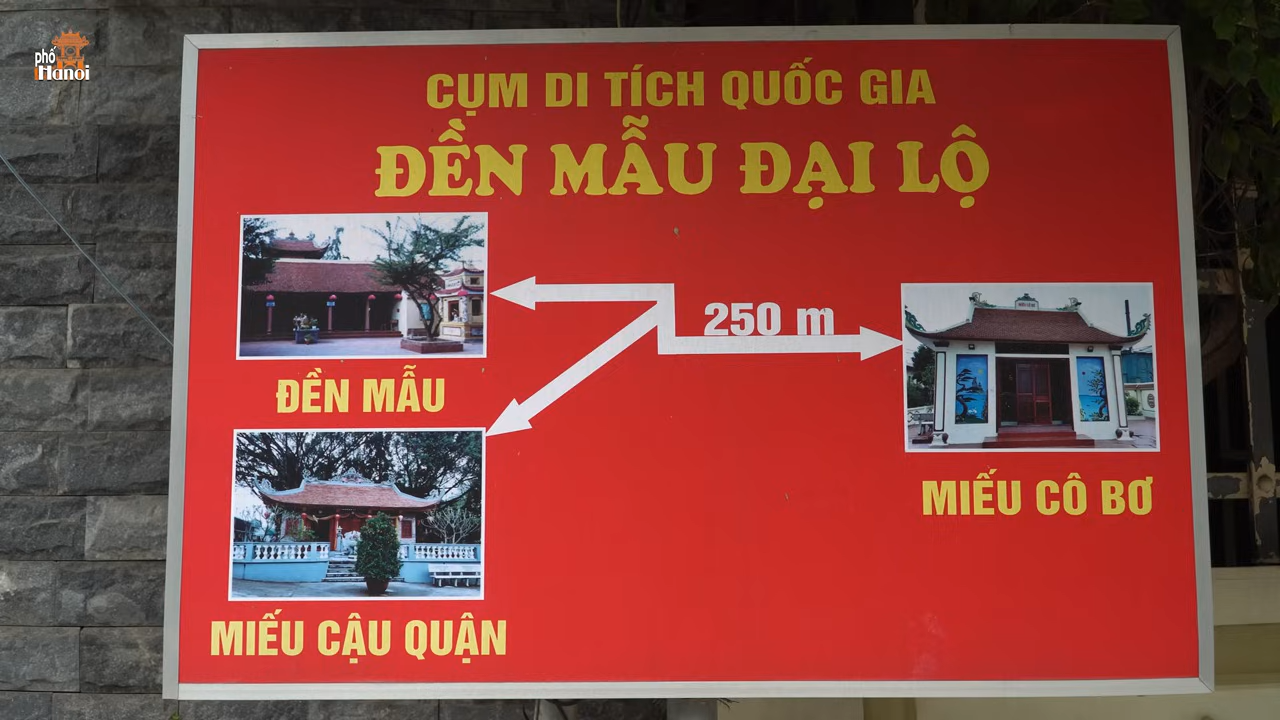 phố
Hanoi
CỤM DI TÍCH QUỐC GIA
ĐỀN MẪU ĐẠI LỘ
250 m
ĐỀN MẪU
MIẾU CÔ BƠ
MIẾU CẬU QUẬN